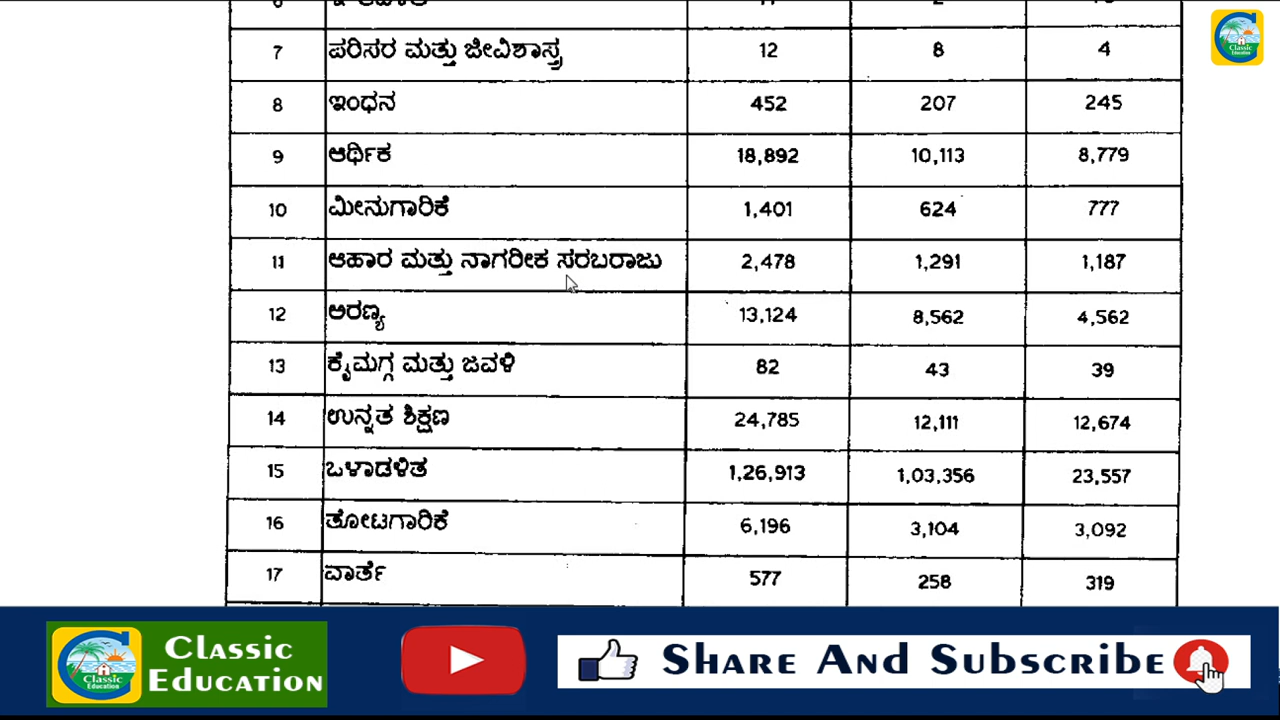 7 ಪರಿಸರ ಮತ್ತು ಜೀವಿಶಾಸ್ತ್ರ 12 8 4
8 ಇಂಧನ 452 207 245
9 ಆರ್ಥಿಕ 18,892 10,113 8,779
10 ಮೀನುಗಾರಿಕೆ 1,401 624 777
11 ಆಹಾರ ಮತ್ತು ನಾಗರೀಕ ಸರಬರಾಜು 2,478 1,291 1,187
12 ಅರಣ್ಯ 13,124 8,562 4,562
13 ಕೈಮಗ್ಗ ಮತ್ತು ಜವಳಿ 82 43 39
14 ಉನ್ನತ ಶಿಕ್ಷಣ 24,785 12,111 12,674
15 ಒಳಾಡಳಿತ 1,26,913 1,03,356 23,557
16 ತೋಟಗಾರಿಕೆ 6,196 3,104 3,092
17 ವಾರ್ತೆ 577 258 319
Classic
Education
Classic
Education
Classic
Education
Share And Subscribe